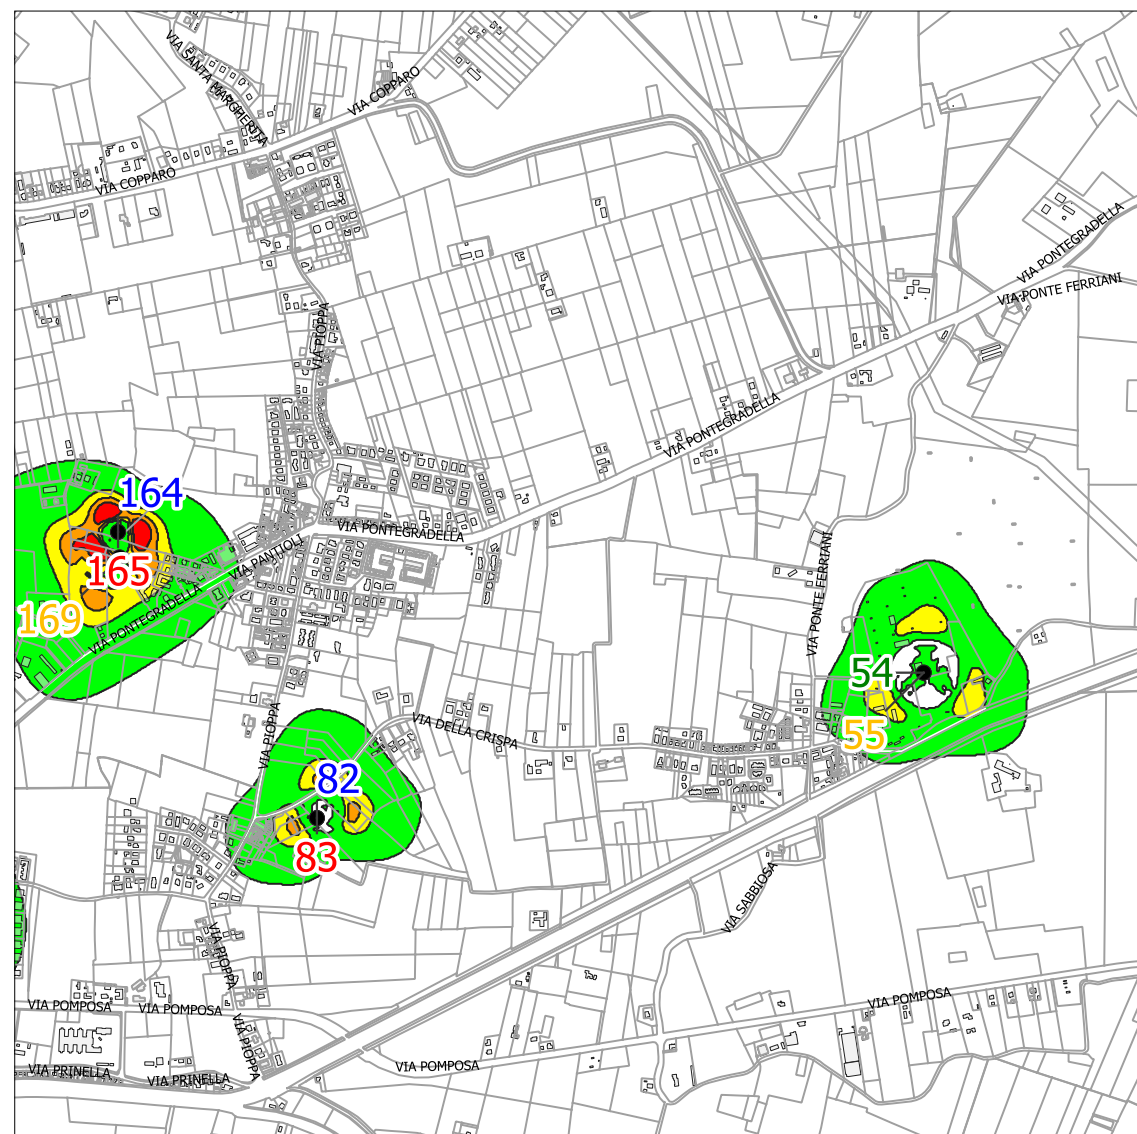 VIA SANTA MARGHERITA
VIA COPPARO
VIA COPPARO
VIA PONTEGRADELLA
VIA PONTE FERRIANI
VIA PIOPPA
VIA PONTEGRADELLA
164
VIA PONTEGRADELLA
VIA PANTIOLI
165
VIA PONTE FERRIANI
169
VIA PONTEGRADELLA
54
VIA PIOPPA
VIA DELLA CRISPA
55
82
83
VIA SABBIOSA
VIA PIOPPA
VIA POMPOSA
VIA POMPOSA
VIA POMPOSA
VIA PIOPPA
VIA POMPOSA
VIA PRINELLA
VIA PRINELLA